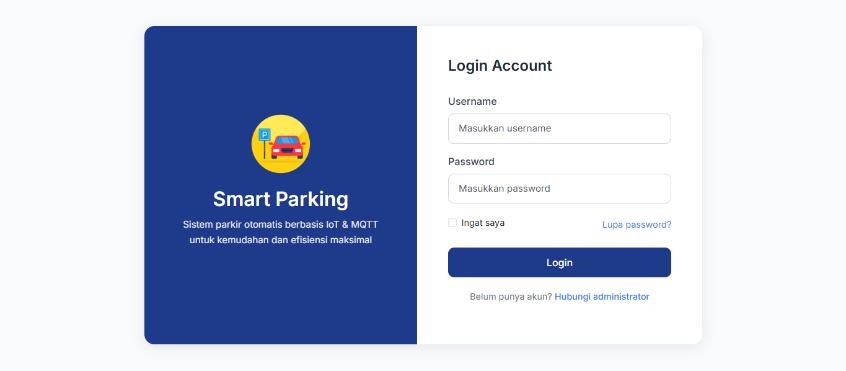 P
Smart Parking
Sistem parkir otomatis berbasis IoT & MQTT
untuk kemudahan dan efisiensi maksimal
Login Account
Username
Masukkan username
Password
Masukkan password
Ingat saya
Lupa password?
Login
Belum punya akun? Hubungi administrator